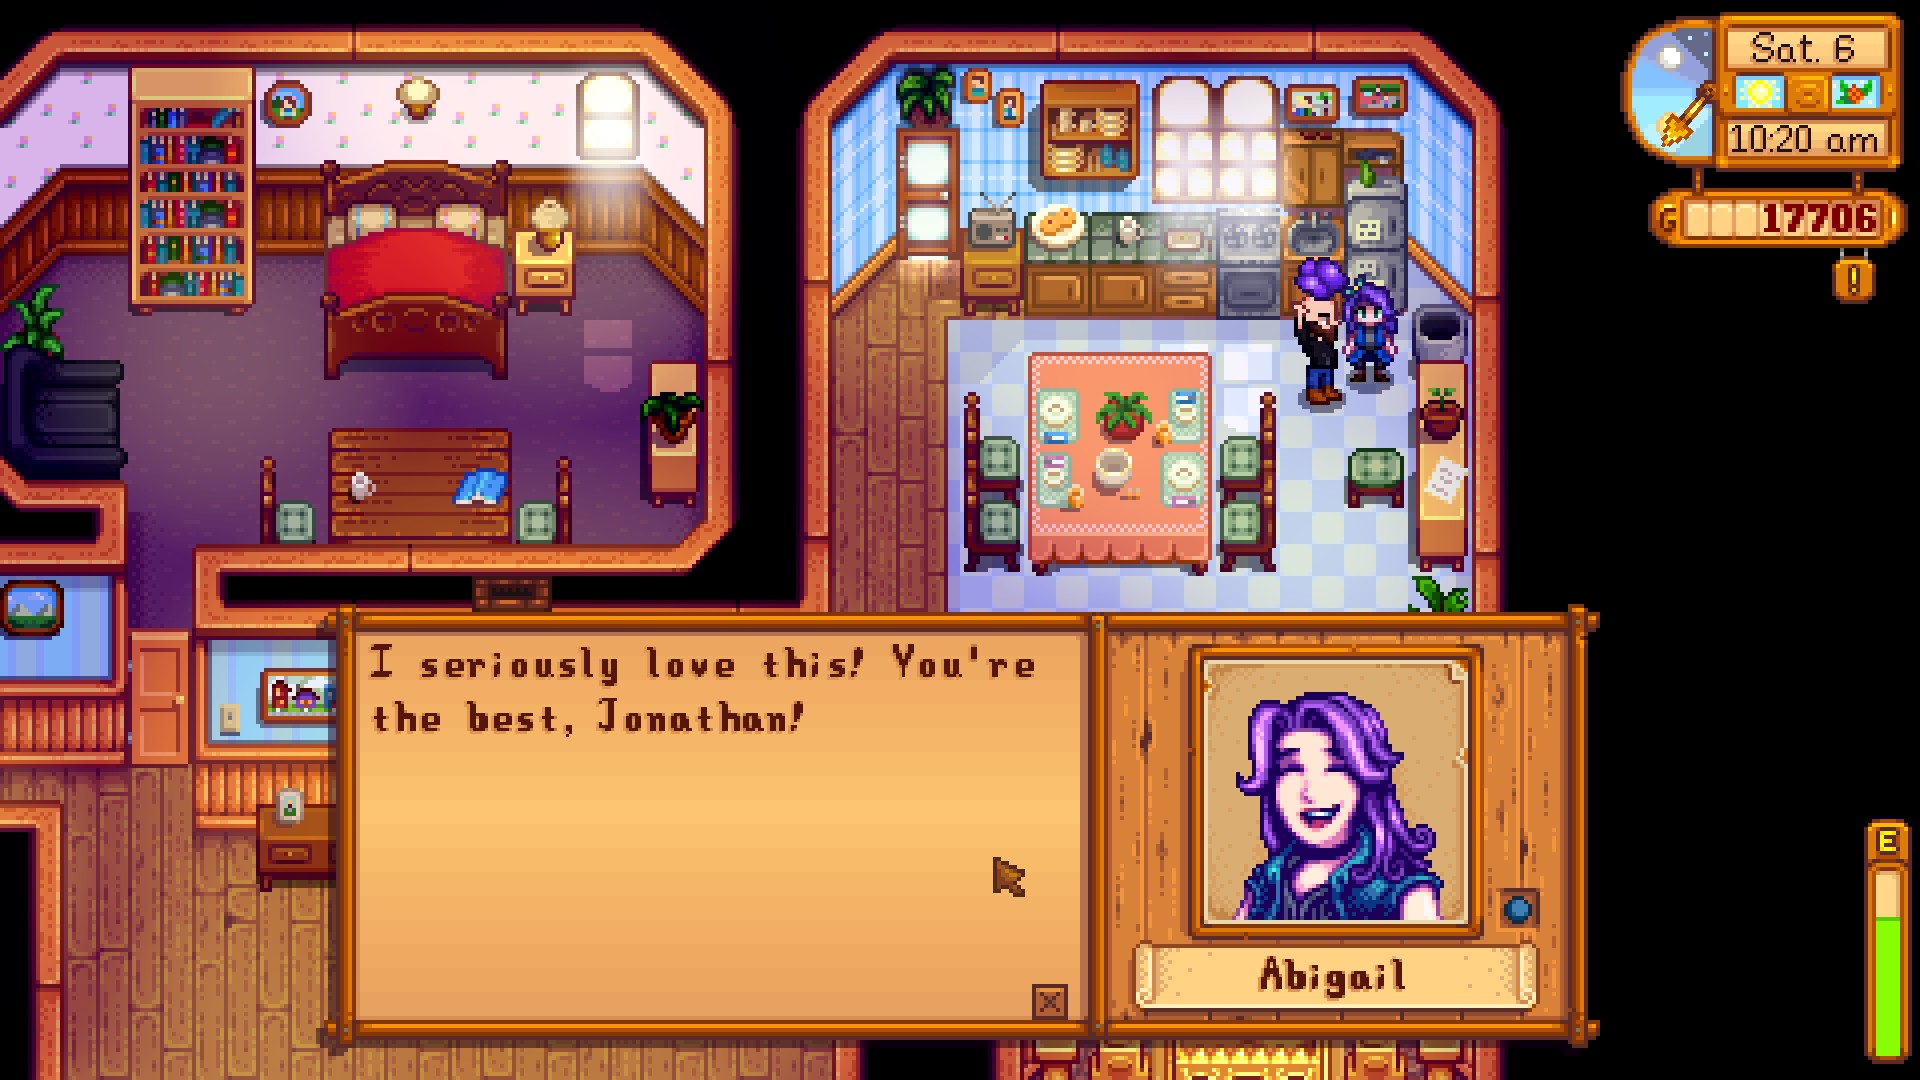 Sat. 6
10:20 am
G 17706
!
I seriously love this! You're
the best, Jonathan!
Abigail
E